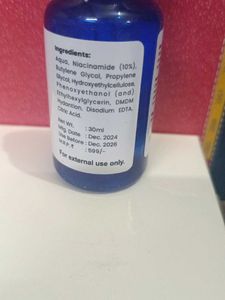 Ingredients:
Aqua, Niacinamide (10%),
Butylene Glycol, Propylene
Glycol, Hydroxyethylcellulose,
Phenoxyethanol (and)
Ethylhexylglycerin, DMDM
Hydantion, Disodium EDTA,
Citric Acid.
Net Wt. : 30ml
Mfg. Date : Dec. 2024
Use Before : Dec. 2026
M.R.P. ₹ : 599/-
For external use only.